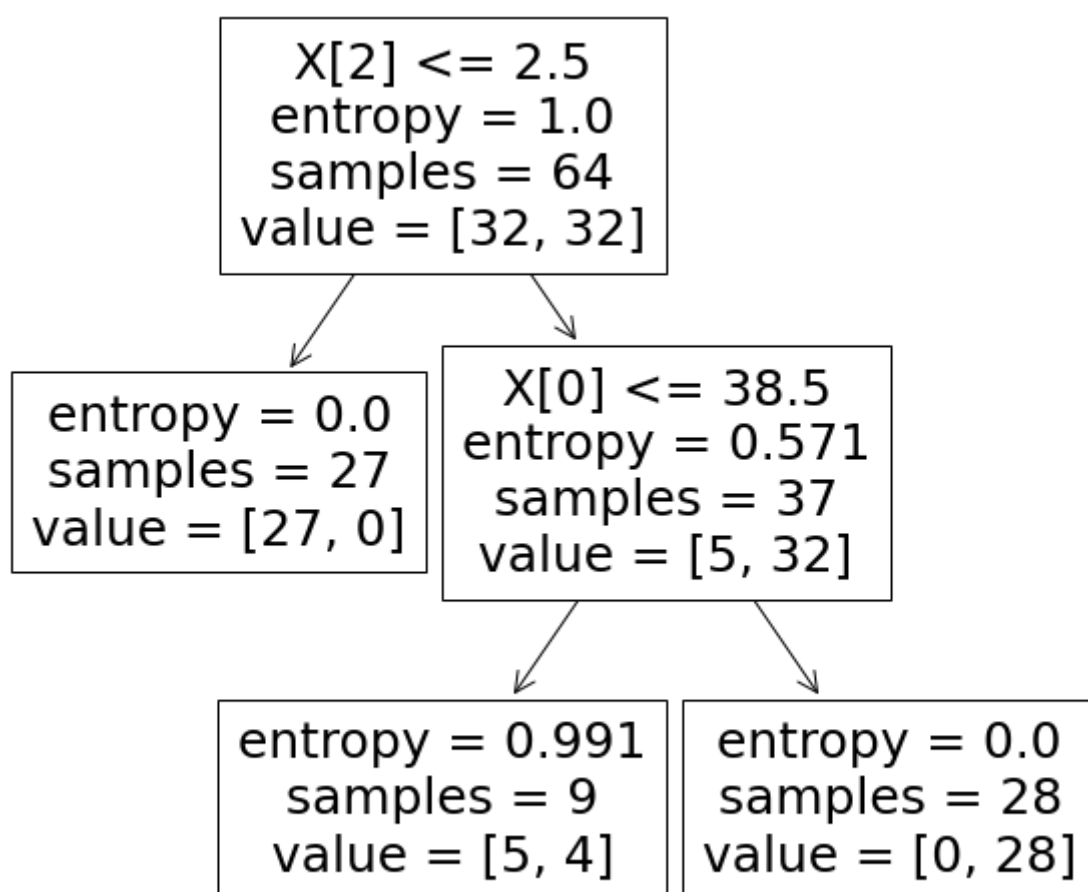 X[2] <= 2.5
entropy = 1.0
samples = 64
value = [32, 32]
entropy = 0.0
samples = 27
value = [27, 0]
X[0] <= 38.5
entropy = 0.571
samples = 37
value = [5, 32]
entropy = 0.991
samples = 9
value = [5, 4]
entropy = 0.0
samples = 28
value = [0, 28]